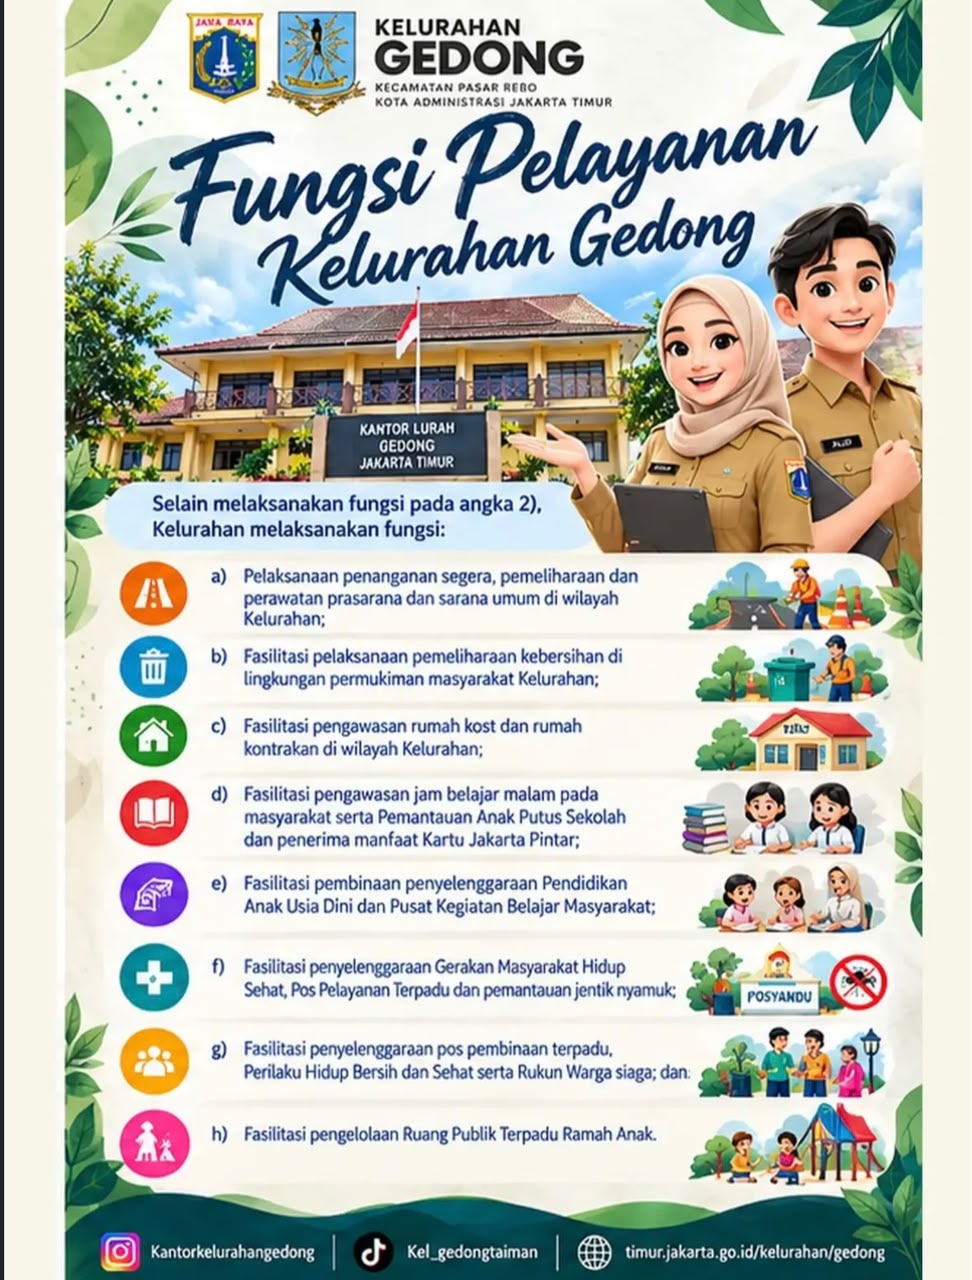 JAYA RAYA
KELURAHAN
GEDONG
KECAMATAN PASAR REBO
KOTA ADMINISTRASI JAKARTA TIMUR
Fungsi Pelayanan
Kelurahan Gedong
KANTOR LURAH
GEDONG
JAKARTA TIMUR
Selain melaksanakan fungsi pada angka 2),
Kelurahan melaksanakan fungsi:
a) Pelaksanaan penanganan segera, pemeliharaan dan
perawatan prasarana dan sarana umum di wilayah
Kelurahan;
b) Fasilitasi pelaksanaan pemeliharaan kebersihan di
lingkungan permukiman masyarakat Kelurahan;
c) Fasilitasi pengawasan rumah kost dan rumah
kontrakan di wilayah Kelurahan;
d) Fasilitasi pengawasan jam belajar malam pada
masyarakat serta Pemantauan Anak Putus Sekolah
dan penerima manfaat Kartu Jakarta Pintar;
e) Fasilitasi pembinaan penyelenggaraan Pendidikan
Anak Usia Dini dan Pusat Kegiatan Belajar Masyarakat;
f) Fasilitasi penyelenggaraan Gerakan Masyarakat Hidup
Sehat, Pos Pelayanan Terpadu dan pemantauan jentik nyamuk;
POSYANDU
g) Fasilitasi penyelenggaraan pos pembinaan terpadu,
Perilaku Hidup Bersih dan Sehat serta Rukun Warga siaga; dan
h) Fasilitasi pengelolaan Ruang Publik Terpadu Ramah Anak.
Kantorkelurahangedong
Kel_gedongtaiman
timur.jakarta.go.id/kelurahan/gedong